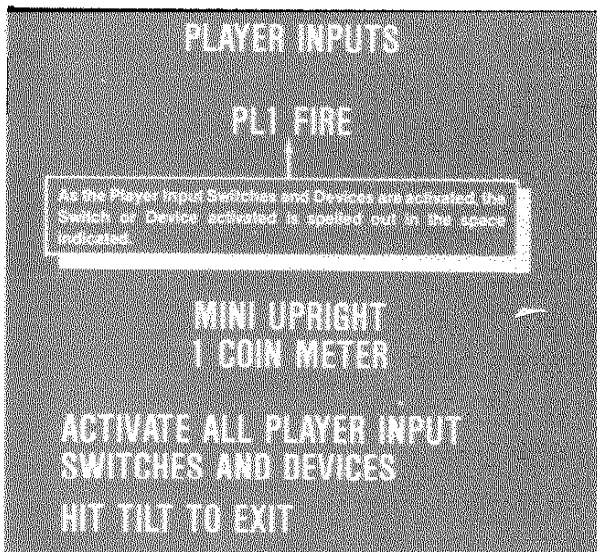 PLAYER INPUTS
PL1 FIRE
As the Player Input Switches and Devices are activated, the
Switch or Device activated is spelled out in the space
indicated.
MINI UPRIGHT
1 COIN METER
ACTIVATE ALL PLAYER INPUT
SWITCHES AND DEVICES
HIT TILT TO EXIT